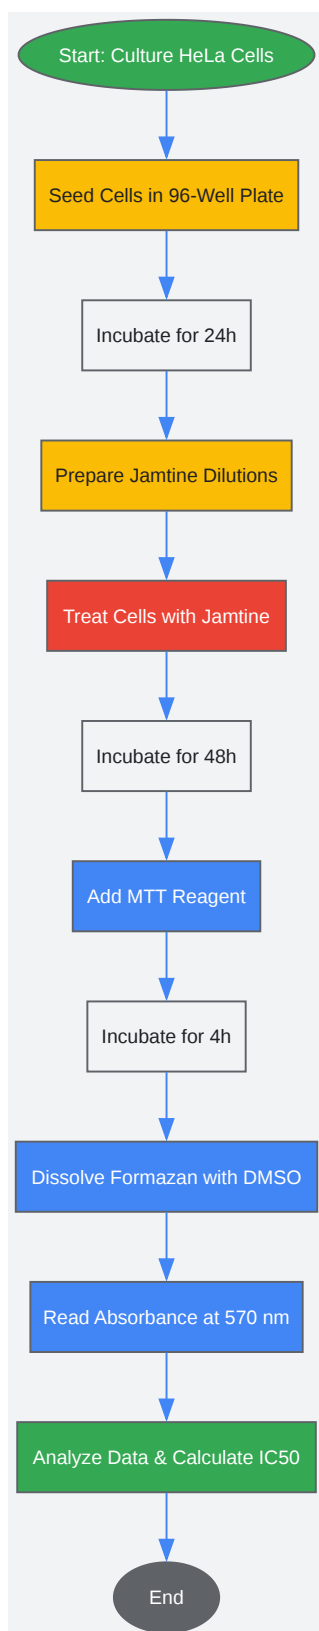 Start: Culture HeLa Cells
Seed Cells in 96-Well Plate
Incubate for 24h
Prepare Jamtine Dilutions
Treat Cells with Jamtine
Incubate for 48h
Add MTT Reagent
Incubate for 4h
Dissolve Formazan with DMSO
Read Absorbance at 570 nm
Analyze Data & Calculate IC50
End